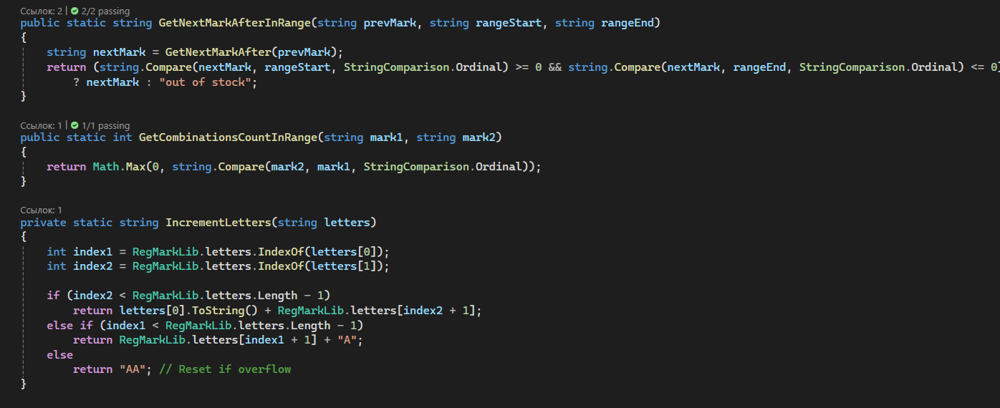 Ссылок: 2 | 2/2 passing
public static string GetNextMarkAfterInRange(string prevMark, string rangeStart, string rangeEnd)
{
    string nextMark = GetNextMarkAfter(prevMark);
    return (string.Compare(nextMark, rangeStart, StringComparison.Ordinal) >= 0 && string.Compare(nextMark, rangeEnd, StringComparison.Ordinal) <= 0)
        ? nextMark : "out of stock";
}
Ссылок: 1 | 1/1 passing
public static int GetCombinationsCountInRange(string mark1, string mark2)
{
    return Math.Max(0, string.Compare(mark2, mark1, StringComparison.Ordinal));
}
Ссылок: 1
private static string IncrementLetters(string letters)
{
    int index1 = RegMarkLib.letters.IndexOf(letters[0]);
    int index2 = RegMarkLib.letters.IndexOf(letters[1]);
    if (index2 < RegMarkLib.letters.Length - 1)
        return letters[0].ToString() + RegMarkLib.letters[index2 + 1];
    else if (index1 < RegMarkLib.letters.Length - 1)
        return RegMarkLib.letters[index1 + 1] + "A";
    else
        return "AA"; // Reset if overflow
}